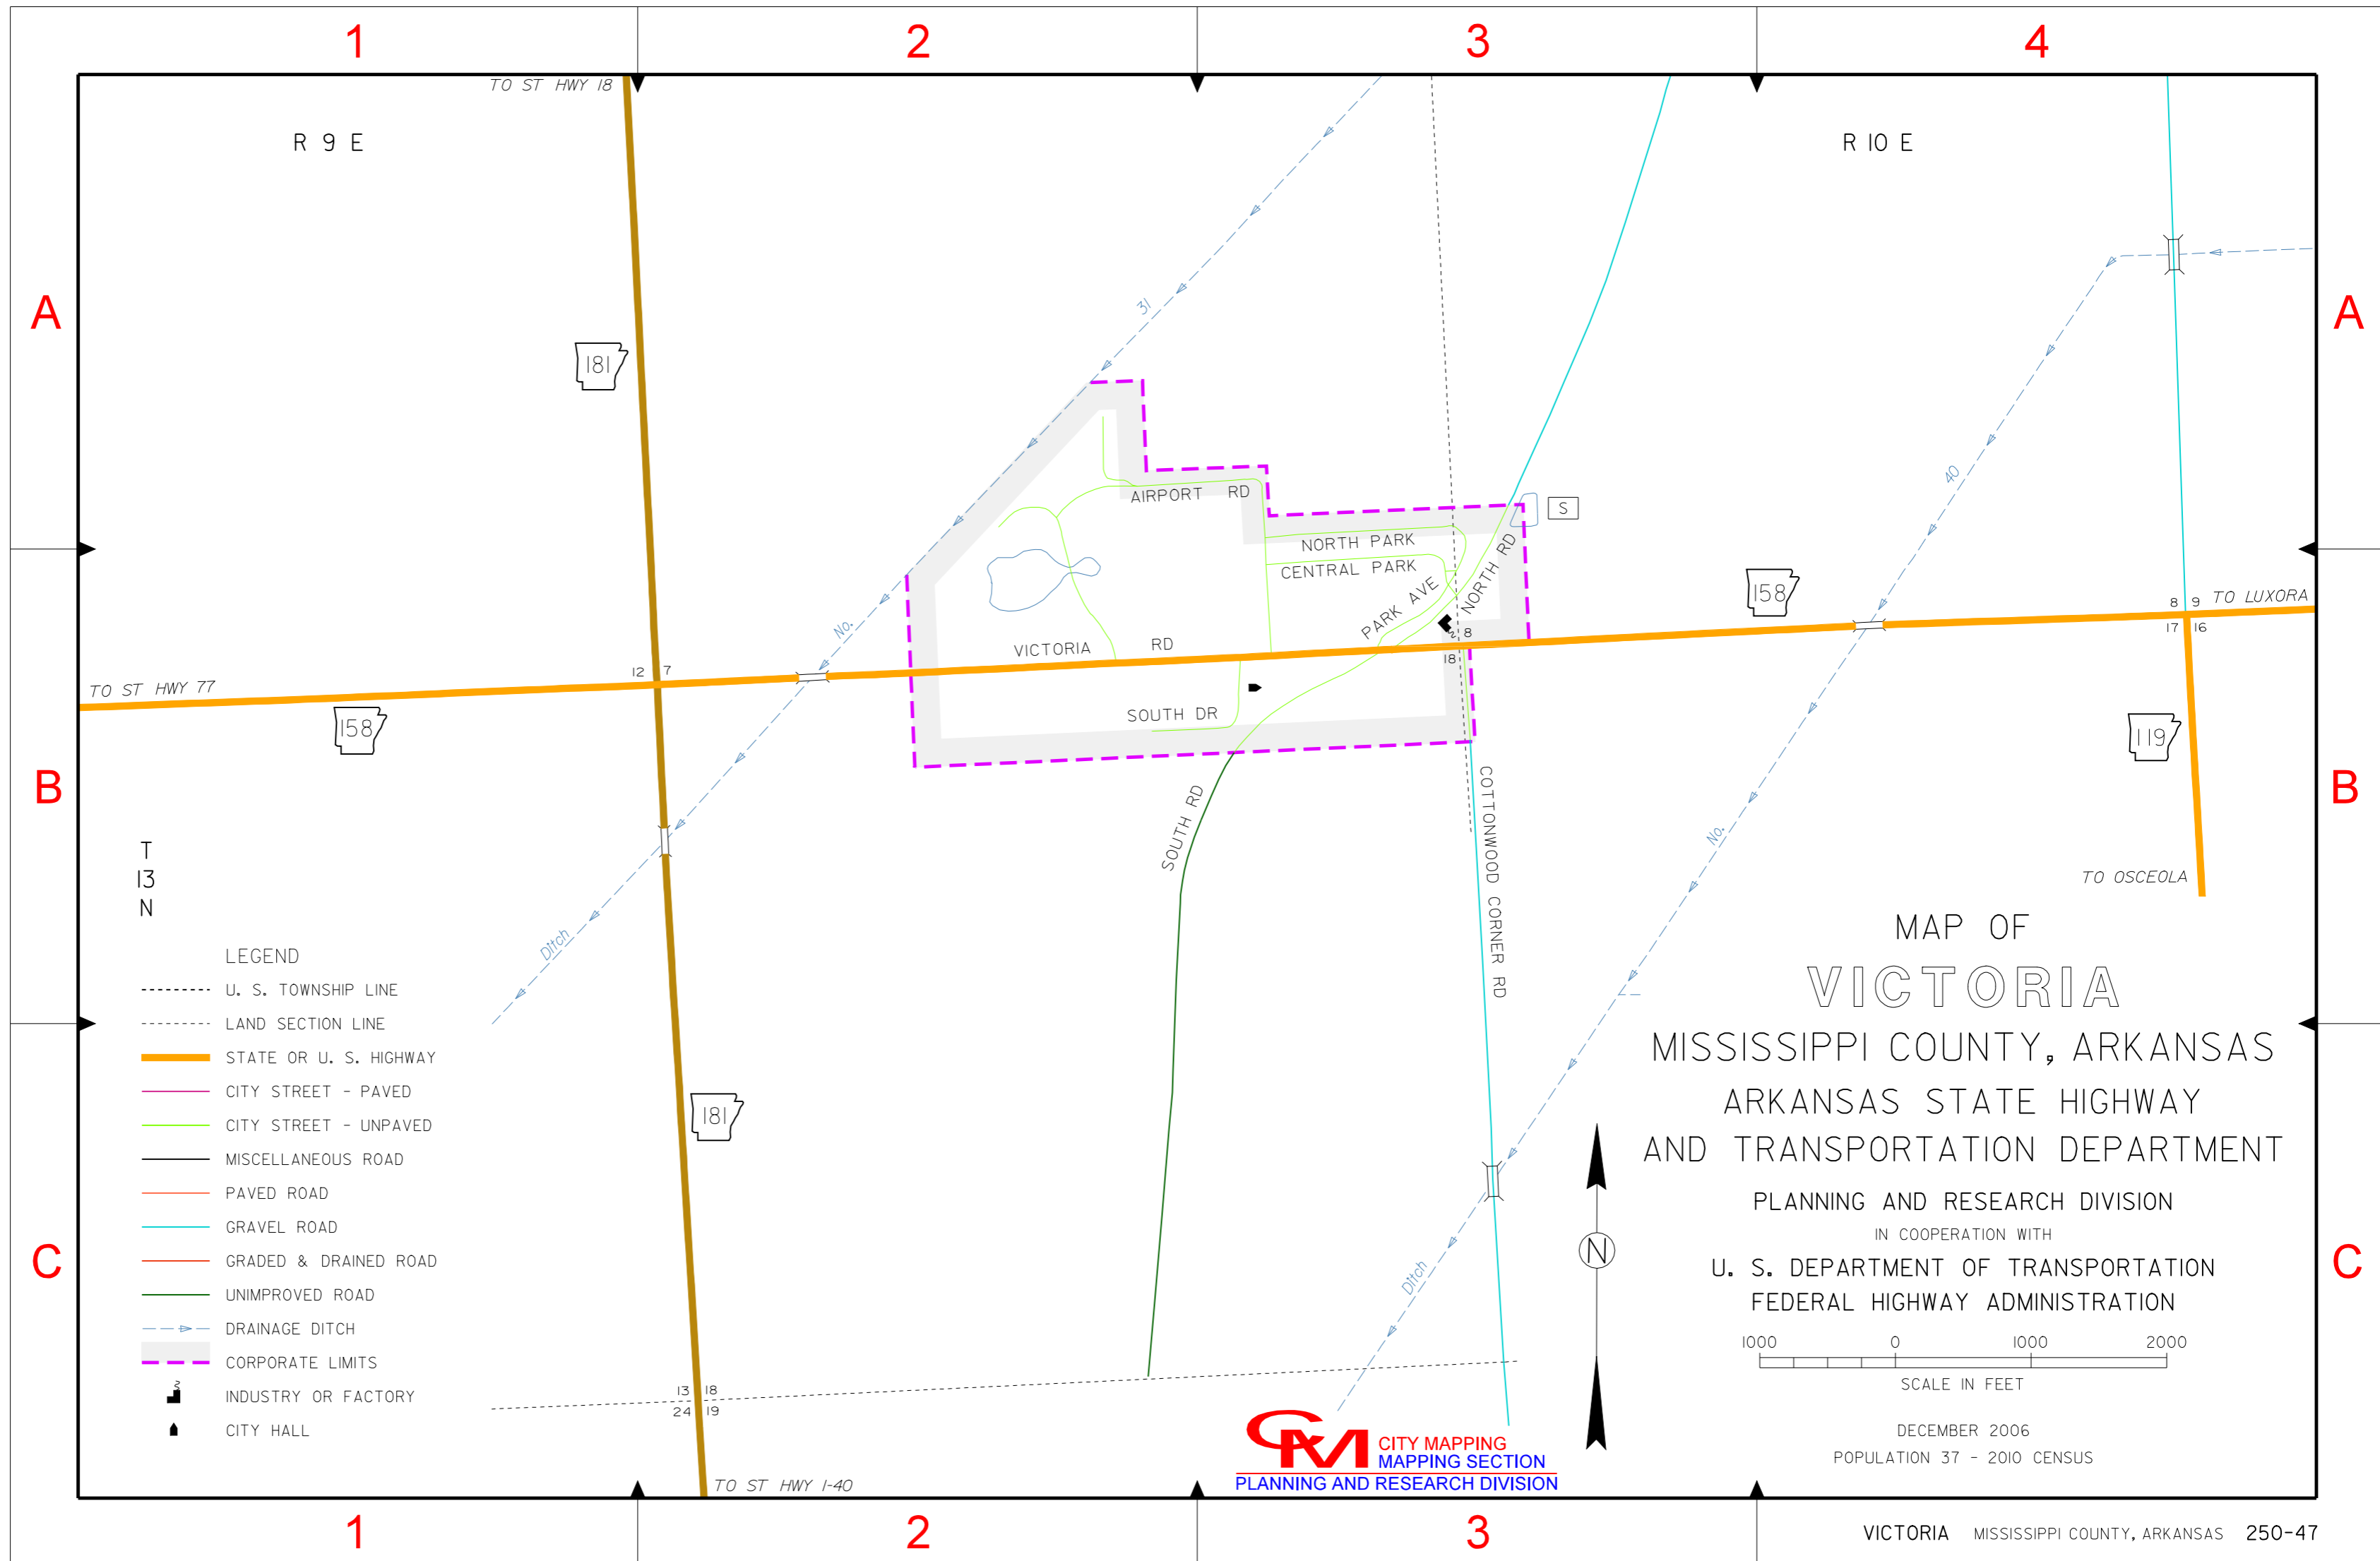 1
2
3
4
TO ST HWY 18
R 9 E
R 10 E
A
A
31
181
40
AIRPORT RD
S
NORTH PARK
CENTRAL PARK
NORTH RD
PARK AVE
158
8 9
TO LUXORA
17 16
No.
VICTORIA RD
8
18
12 7
TO ST HWY 77
158
SOUTH DR
119
B
B
SOUTH RD
COTTONWOOD CORNER RD
No.
T
13
N
TO OSCEOLA
Ditch
MAP OF
VICTORIA
MISSISSIPPI COUNTY, ARKANSAS
ARKANSAS STATE HIGHWAY
AND TRANSPORTATION DEPARTMENT
PLANNING AND RESEARCH DIVISION
IN COOPERATION WITH
U. S. DEPARTMENT OF TRANSPORTATION
FEDERAL HIGHWAY ADMINISTRATION
1000 0 1000 2000
SCALE IN FEET
DECEMBER 2006
POPULATION 37 - 2010 CENSUS
LEGEND
U. S. TOWNSHIP LINE
LAND SECTION LINE
STATE OR U. S. HIGHWAY
CITY STREET - PAVED
CITY STREET - UNPAVED
MISCELLANEOUS ROAD
PAVED ROAD
GRAVEL ROAD
GRADED & DRAINED ROAD
UNIMPROVED ROAD
DRAINAGE DITCH
CORPORATE LIMITS
INDUSTRY OR FACTORY
CITY HALL
181
C
C
N
Ditch
13 18
24 19
TO ST HWY I-40
CM
CITY MAPPING
MAPPING SECTION
PLANNING AND RESEARCH DIVISION
1
2
3
VICTORIA MISSISSIPPI COUNTY, ARKANSAS 250-47